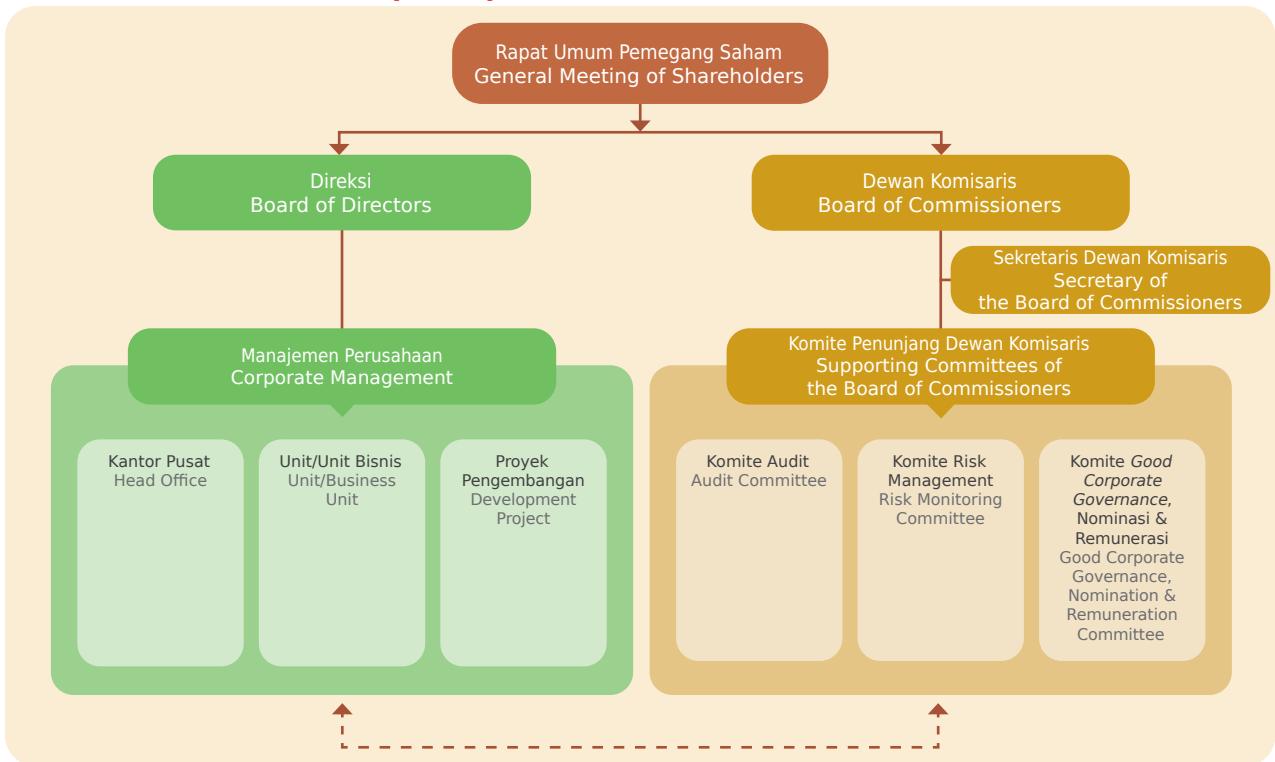 Rapat Umum Pemegang Saham
General Meeting of Shareholders
Direksi
Board of Directors
Dewan Komisaris
Board of Commissioners
Sekretaris Dewan Komisaris
Secretary of
the Board of Commissioners
Manajemen Perusahaan
Corporate Management
Komite Penunjang Dewan Komisaris
Supporting Committees of
the Board of Commissioners
Kantor Pusat
Head Office
Unit/Unit Bisnis
Unit/Business
Unit
Proyek
Pengembangan
Development
Project
Komite Audit
Audit Committee
Komite Risk
Management
Risk Monitoring
Committee
Komite Good
Corporate
Governance,
Nominasi &
Remunerasi
Good Corporate
Governance,
Nomination &
Remuneration
Committee